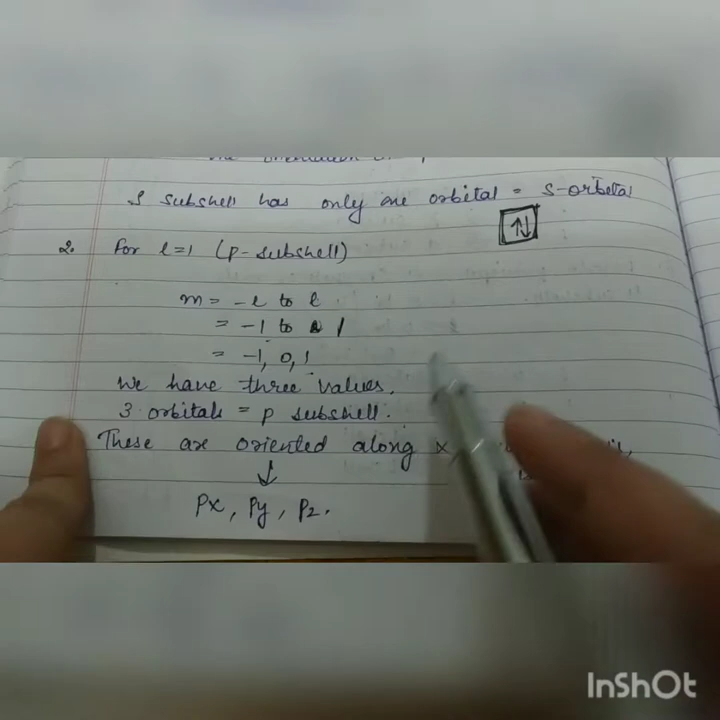 S subshell has only one orbital = S-orbital
↑↓
2. For l=1 (p-subshell)
m = -l to l
= -1 to 1
= -1, 0, 1
We have three values.
3 orbitals = p subshell.
These are oriented along x
↓
Px, Py, Pz.
InShOt